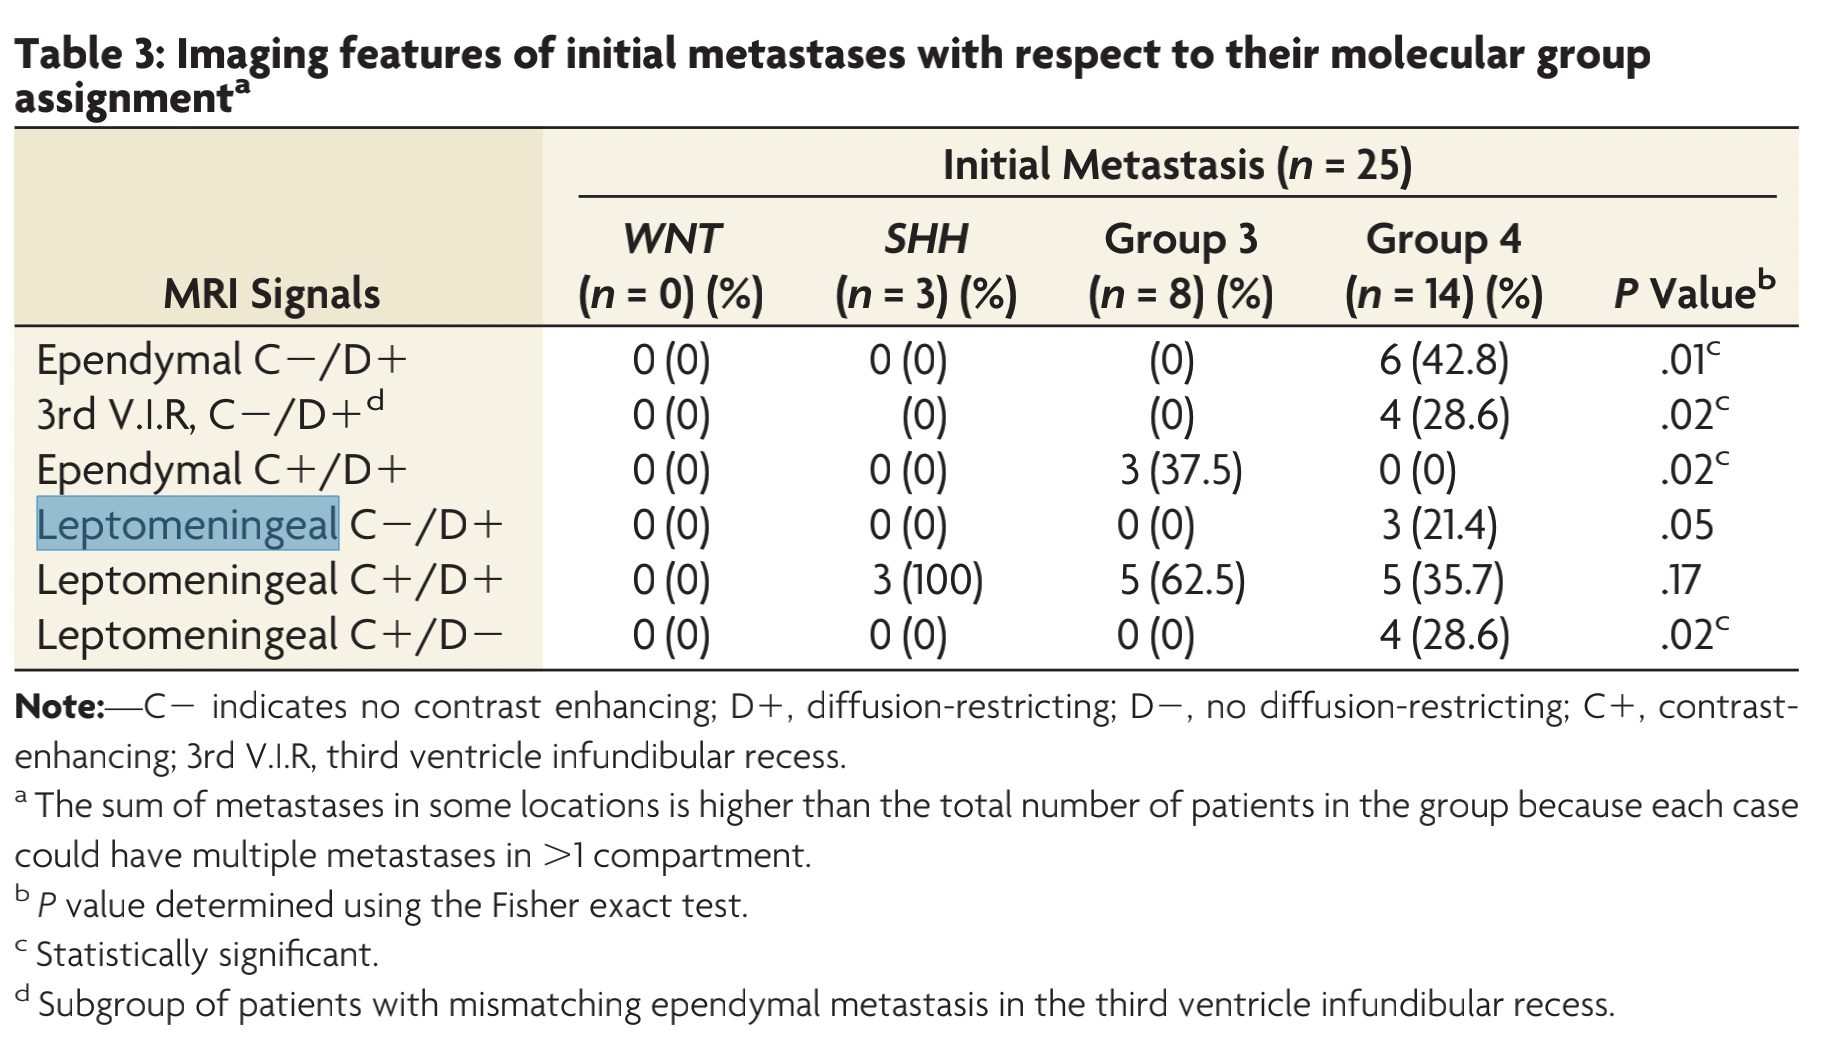 Table 3: Imaging features of initial metastases with respect to their molecular group
assignmentᵃ
Initial Metastasis (n = 25)
WNT SHH Group 3 Group 4
MRI Signals (n = 0) (%) (n = 3) (%) (n = 8) (%) (n = 14) (%) P Valueᵇ
Ependymal C−/D+ 0 (0) 0 (0) (0) 6 (42.8) .01ᶜ
3rd V.I.R, C−/D+ᵈ 0 (0) (0) (0) 4 (28.6) .02ᶜ
Ependymal C+/D+ 0 (0) 0 (0) 3 (37.5) 0 (0) .02ᶜ
Leptomeningeal C−/D+ 0 (0) 0 (0) 0 (0) 3 (21.4) .05
Leptomeningeal C+/D+ 0 (0) 3 (100) 5 (62.5) 5 (35.7) .17
Leptomeningeal C+/D− 0 (0) 0 (0) 0 (0) 4 (28.6) .02ᶜ
Note:—C− indicates no contrast enhancing; D+, diffusion-restricting; D−, no diffusion-restricting; C+, contrast-
enhancing; 3rd V.I.R, third ventricle infundibular recess.
ᵃ The sum of metastases in some locations is higher than the total number of patients in the group because each case
could have multiple metastases in >1 compartment.
ᵇ P value determined using the Fisher exact test.
ᶜ Statistically significant.
ᵈ Subgroup of patients with mismatching ependymal metastasis in the third ventricle infundibular recess.